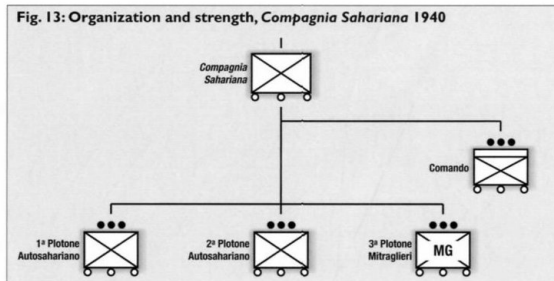 Fig. 13: Organization and strength, Compagnia Sahariana 1940
Compagnia
Sahariana
Comando
1ª Plotone
Autosahariano
2ª Plotone
Autosahariano
3ª Plotone
Mitraglieri
MG